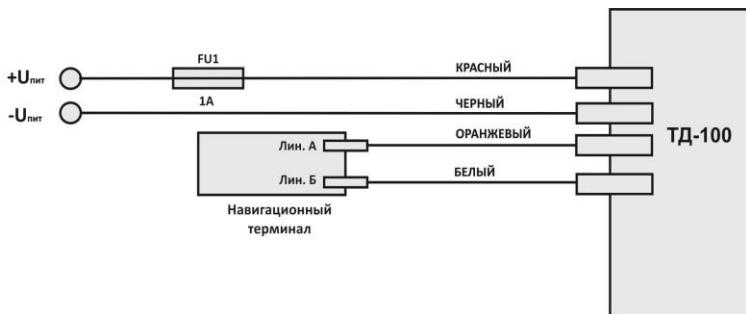 FU1
КРАСНЫЙ
+Uпит
1А
ЧЕРНЫЙ
-Uпит
ОРАНЖЕВЫЙ
ТД-100
Лин. А
Лин. Б
БЕЛЫЙ
Навигационный
терминал